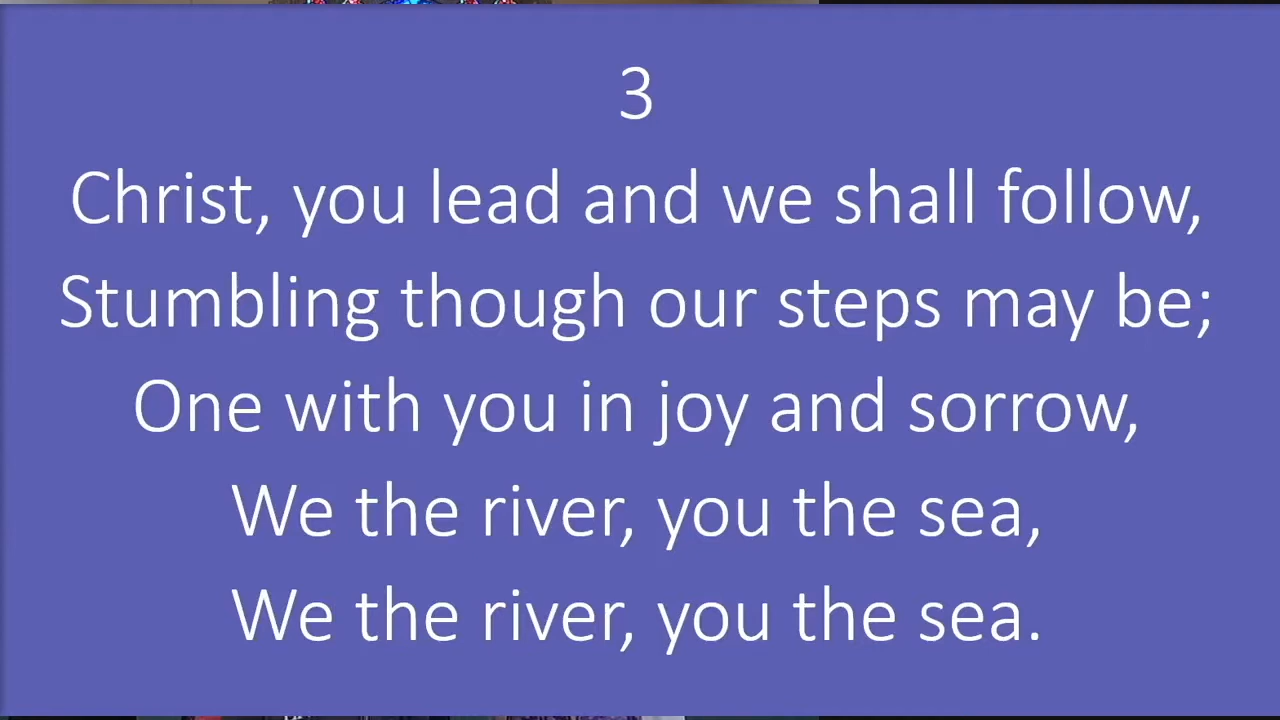 3
Christ, you lead and we shall follow,
Stumbling though our steps may be;
One with you in joy and sorrow,
We the river, you the sea,
We the river, you the sea.